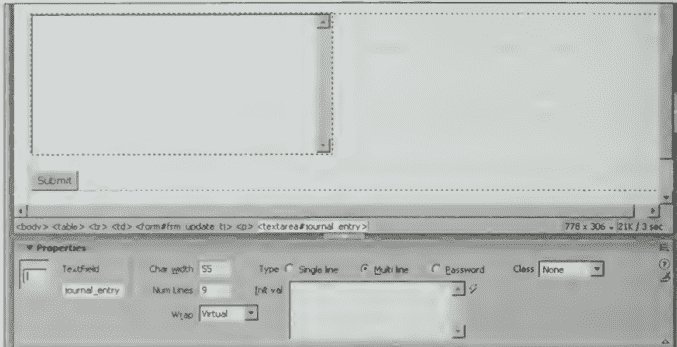 Submit
<body> <table> <tr> <td> <form#frm_update_t1> <p> <textarea#journal_entry> 778 x 306 21K / 3 sec
Properties
TextField Char width 55 Type Single line Multi line Password Class None
journal_entry Num Lines 9 Init val
Wrap Virtual